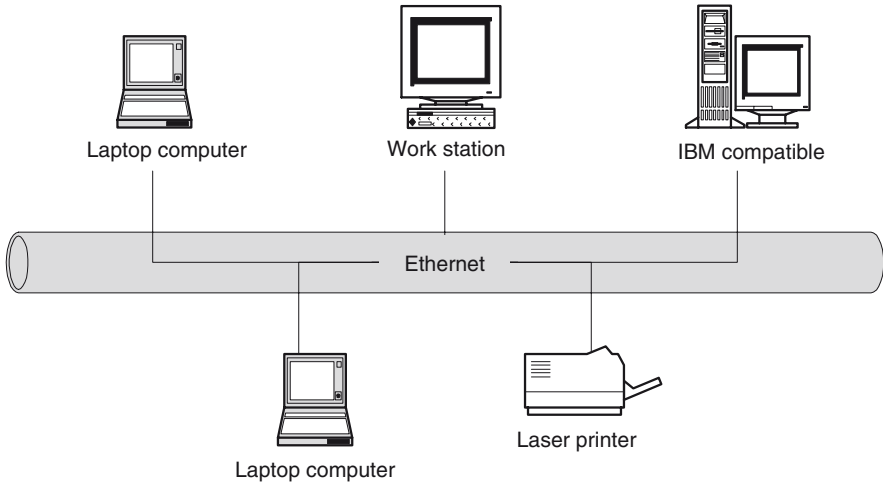 Laptop computer
Work station
IBM compatible
Ethernet
Laser printer
Laptop computer